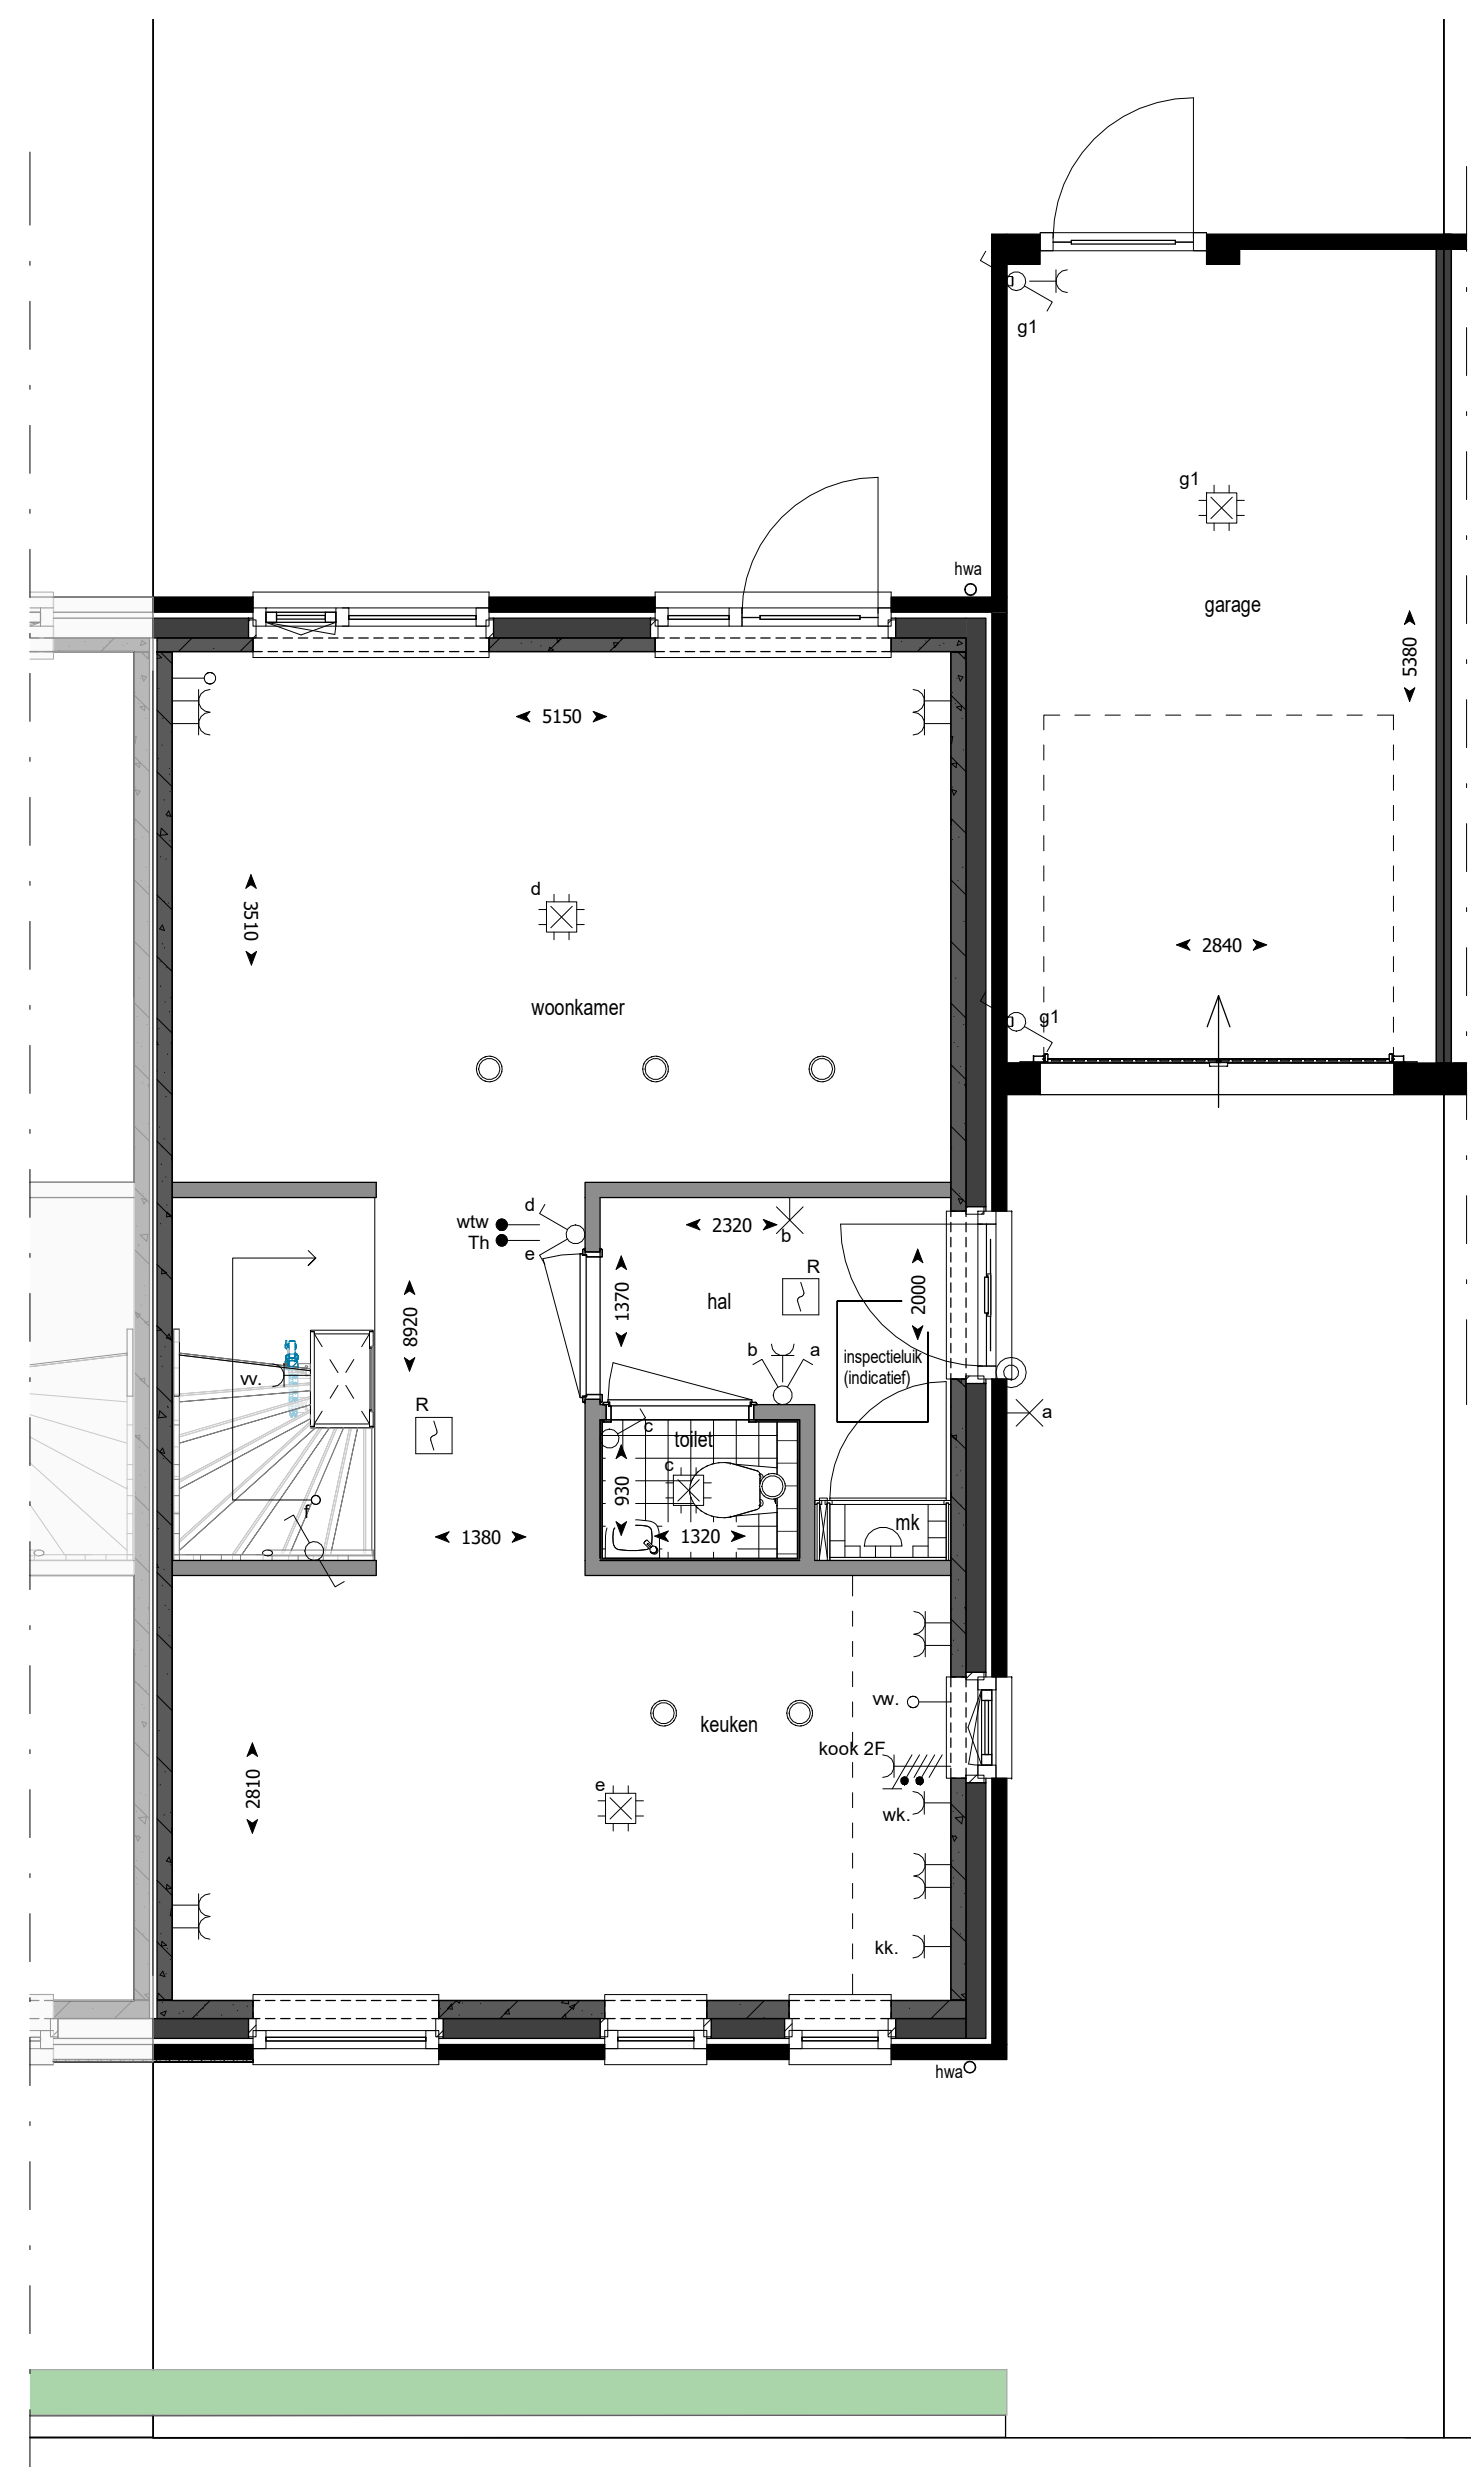 g1
g1
hwa
garage
5380
5150
d
3510
2840
woonkamer
g1
d
wtw
Th
e
2320
b
R
hal
1370
2000
8920
b
a
inspectieluik
(indicatief)
vv.
R
a
c
toilet
c
930
f
mk
1380
1320
vw.
keuken
kook 2F
2810
e
wk.
kk.
hwa